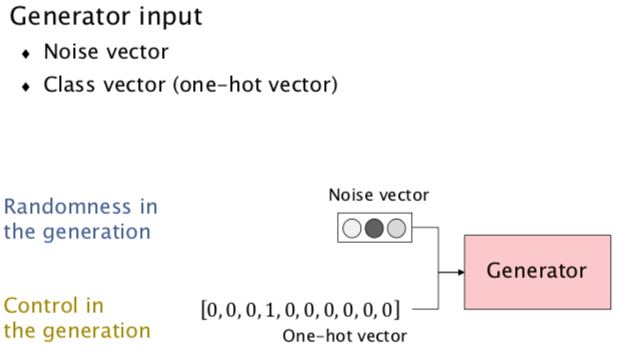 Generator input
♦ Noise vector
♦ Class vector (one-hot vector)
Noise vector
Randomness in
the generation
Generator
Control in
the generation
[0, 0, 0, 1, 0, 0, 0, 0, 0, 0]
One-hot vector